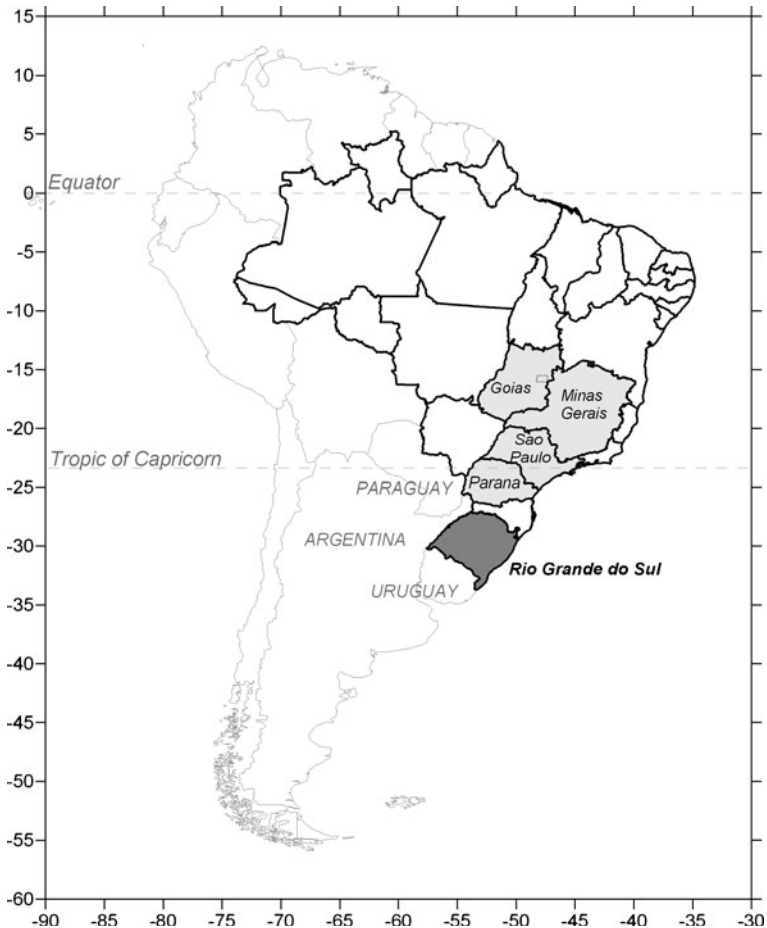 15
10
5
Equator
0
-5
-10
-15
Goias
Minas
Gerais
-20
Sao
Paulo
Tropic of Capricorn
Parana
-25
PARAGUAY
ARGENTINA
-30
Rio Grande do Sul
URUGUAY
-35
-40
-45
-50
-55
-60
-90 -85 -80 -75 -70 -65 -60 -55 -50 -45 -40 -35 -30